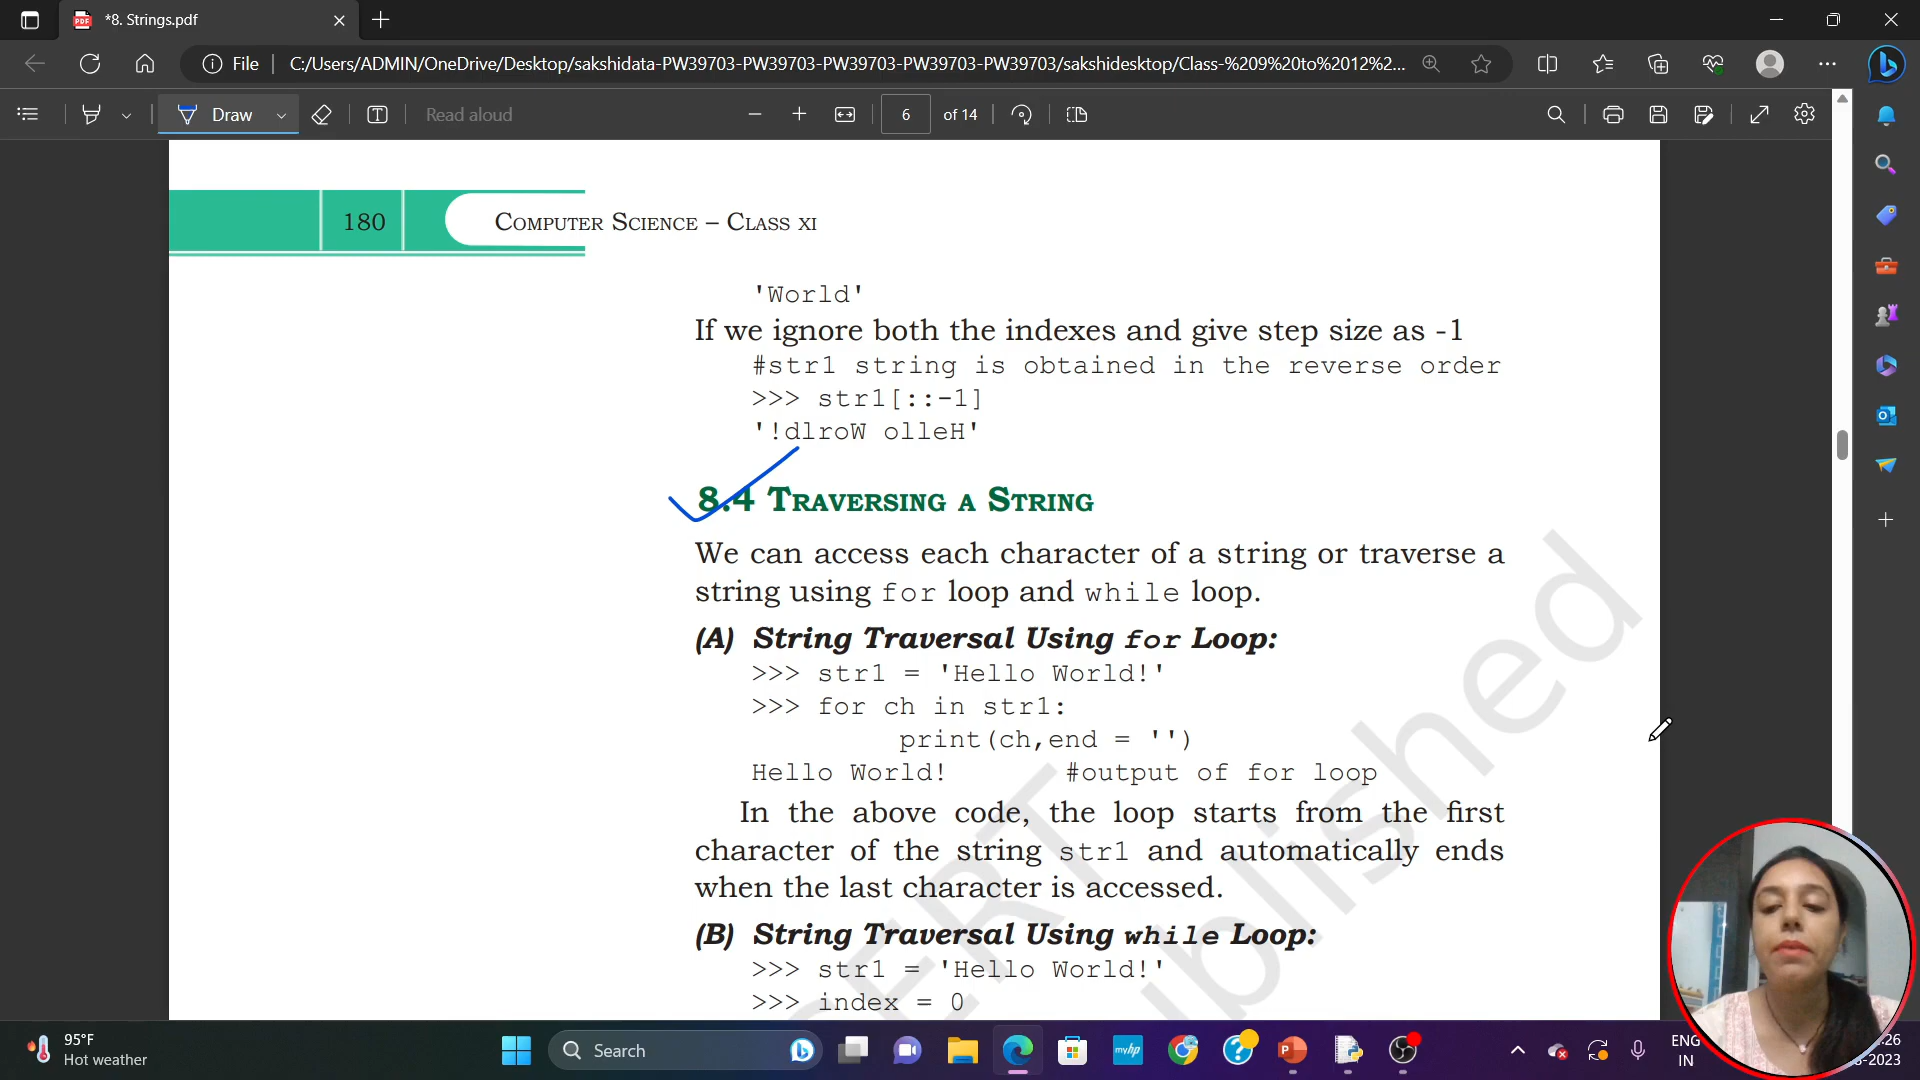 *8. Strings.pdf
File
C:/Users/ADMIN/OneDrive/Desktop/sakshidata-PW39703-PW39703-PW39703-PW39703-PW39703/sakshidesktop/Class-%209%20to%2012%2...
Draw
Read aloud
6
of 14
180
Computer Science – Class XI
'World'
If we ignore both the indexes and give step size as -1
#str1 string is obtained in the reverse order
>>> str1[::-1]
'!dlroW olleH'
8.4 Traversing a String
We can access each character of a string or traverse a
string using for loop and while loop.
(A) String Traversal Using for Loop:
>>> str1 = 'Hello World!'
>>> for ch in str1:
print(ch,end = '')
Hello World! #output of for loop
In the above code, the loop starts from the first
character of the string str1 and automatically ends
when the last character is accessed.
(B) String Traversal Using while Loop:
>>> str1 = 'Hello World!'
>>> index = 0
95°F
Hot weather
Search
myhp
ENG
IN
:26
-2023